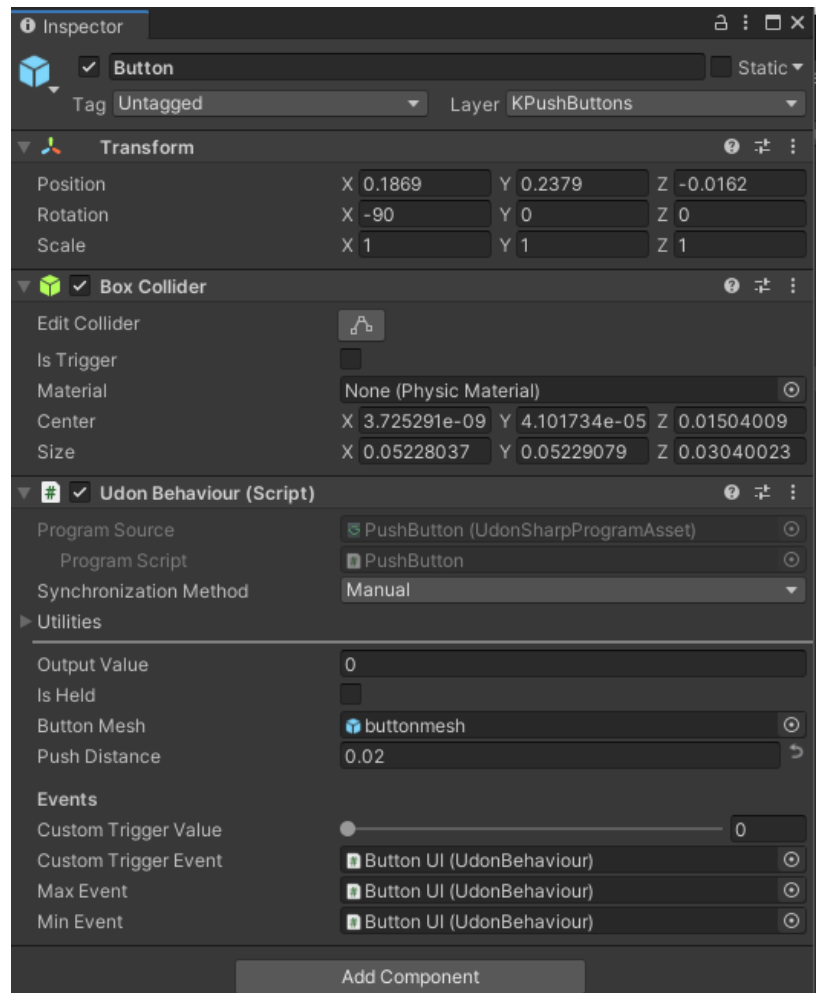 Inspector
Button Static
Tag Untagged Layer KPushButtons
Transform
Position X 0.1869 Y 0.2379 Z -0.0162
Rotation X -90 Y 0 Z 0
Scale X 1 Y 1 Z 1
Box Collider
Edit Collider
Is Trigger
Material None (Physic Material)
Center X 3.725291e-09 Y 4.101734e-05 Z 0.01504009
Size X 0.05228037 Y 0.05229079 Z 0.03040023
# Udon Behaviour (Script)
Program Source PushButton (UdonSharpProgramAsset)
Program Script PushButton
Synchronization Method Manual
Utilities
Output Value 0
Is Held
Button Mesh buttonmesh
Push Distance 0.02
Events
Custom Trigger Value 0
Custom Trigger Event Button UI (UdonBehaviour)
Max Event Button UI (UdonBehaviour)
Min Event Button UI (UdonBehaviour)
Add Component